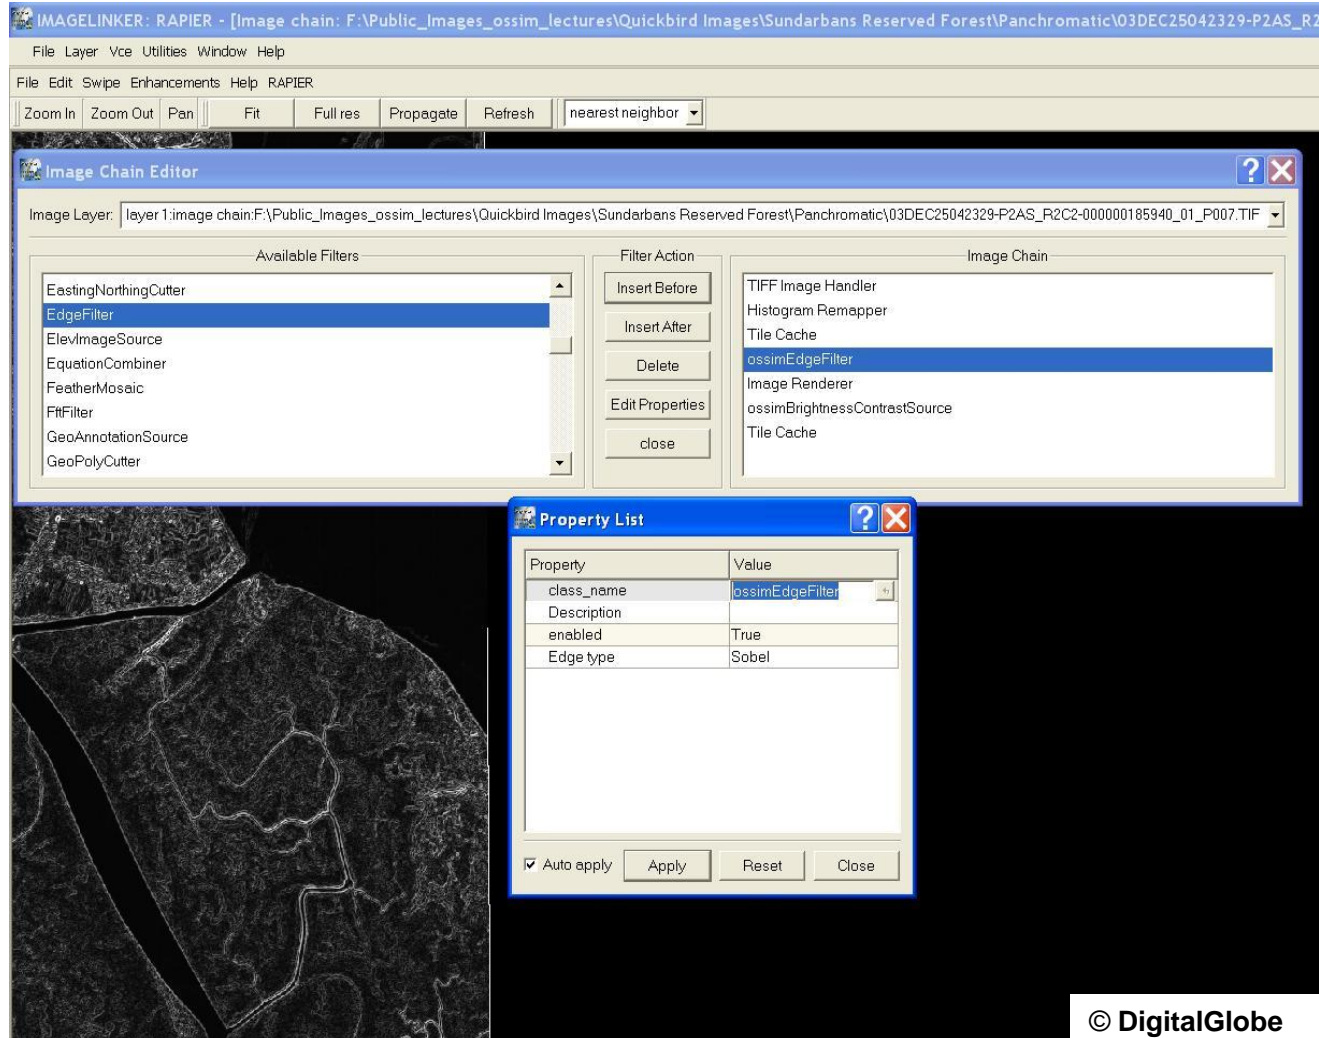 IMAGELINKER: RAPIER - [Image chain: F:\Public_Images_ossim_lectures\Quickbird Images\Sundarbans Reserved Forest\Panchromatic\03DEC25042329-P2AS_R2
File Layer Vce Utilities Window Help
File Edit Swipe Enhancements Help RAPIER
Zoom In Zoom Out Pan Fit Full res Propagate Refresh nearest neighbor
Image Chain Editor
Image Layer: layer 1:image chain:F:\Public_Images_ossim_lectures\Quickbird Images\Sundarbans Reserved Forest\Panchromatic\03DEC25042329-P2AS_R2C2-000000185940_01_P007.TIF
Available Filters
EastingNorthingCutter
EdgeFilter
ElevImageSource
EquationCombiner
FeatherMosaic
FftFilter
GeoAnnotationSource
GeoPolyCutter
Filter Action
Insert Before
Insert After
Delete
Edit Properties
close
Image Chain
TIFF Image Handler
Histogram Remapper
Tile Cache
ossimEdgeFilter
Image Renderer
ossimBrightnessContrastSource
Tile Cache
Property List
Property Value
class_name ossimEdgeFilter
Description
enabled True
Edge type Sobel
Auto apply Apply Reset Close
© DigitalGlobe